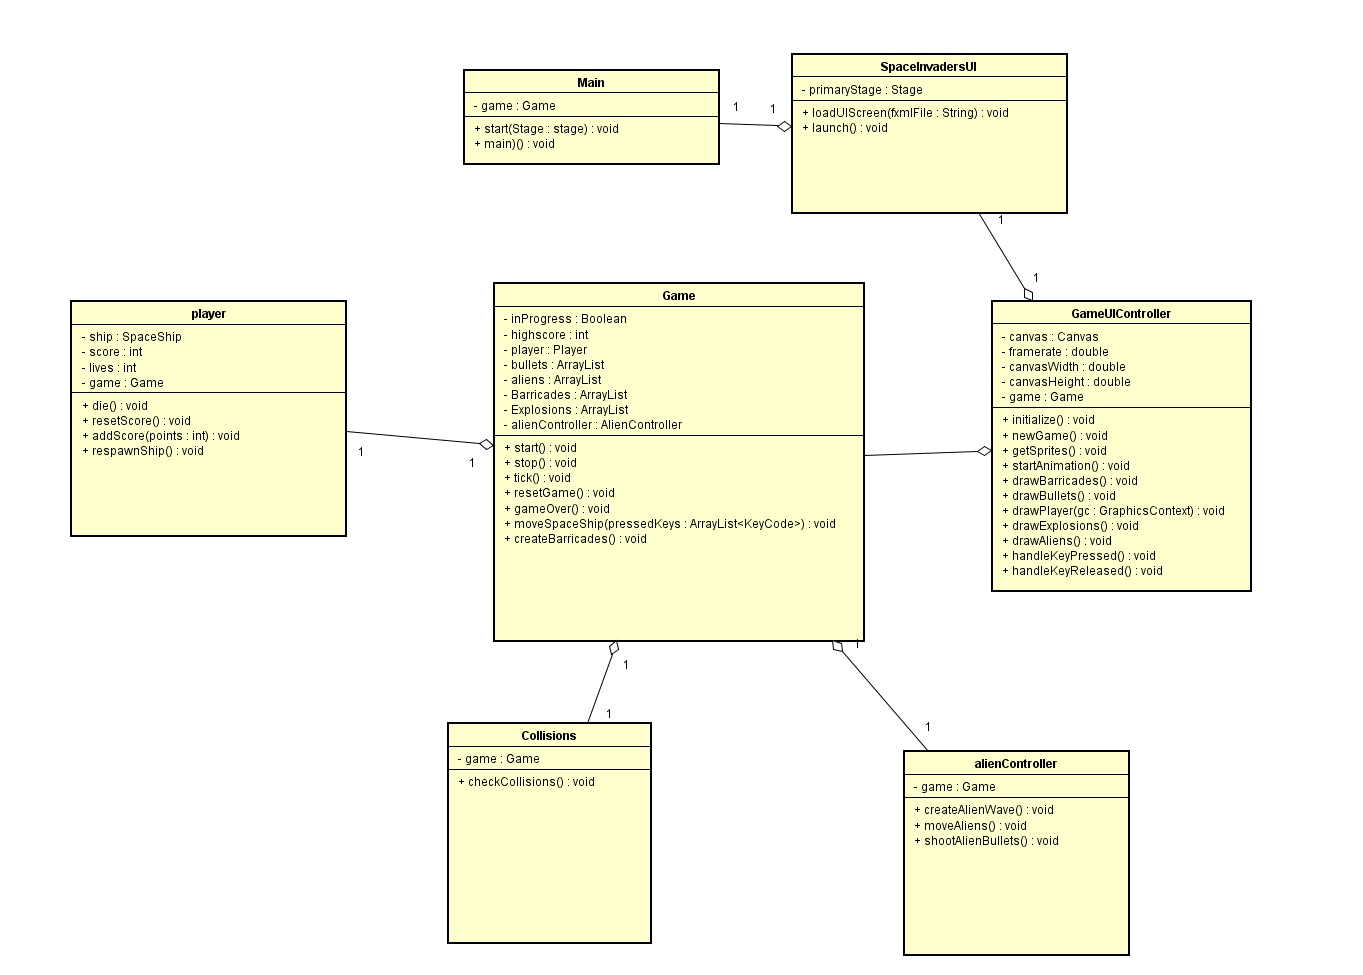 Main
- game : Game
+ start(Stage : stage) : void
+ main)() : void
1
1
SpaceInvadersUI
- primaryStage : Stage
+ loadUIScreen(fxmlFile : String) : void
+ launch() : void
1
1
player
- ship : SpaceShip
- score : int
- lives : int
- game : Game
+ die() : void
+ resetScore() : void
+ addScore(points : int) : void
+ respawnShip() : void
1
1
Game
- inProgress : Boolean
- highscore : int
- player : Player
- bullets : ArrayList
- aliens : ArrayList
- Barricades : ArrayList
- Explosions : ArrayList
- alienController : AlienController
+ start() : void
+ stop() : void
+ tick() : void
+ resetGame() : void
+ gameOver() : void
+ moveSpaceShip(pressedKeys : ArrayList<KeyCode>) : void
+ createBarricades() : void
GameUIController
- canvas : Canvas
- framerate : double
- canvasWidth : double
- canvasHeight : double
- game : Game
+ initialize() : void
+ newGame() : void
+ getSprites() : void
+ startAnimation() : void
+ drawBarricades() : void
+ drawBullets() : void
+ drawPlayer(gc : GraphicsContext) : void
+ drawExplosions() : void
+ drawAliens() : void
+ handleKeyPressed() : void
+ handleKeyReleased() : void
1
1
1
1
Collisions
- game : Game
+ checkCollisions() : void
alienController
- game : Game
+ createAlienWave() : void
+ moveAliens() : void
+ shootAlienBullets() : void